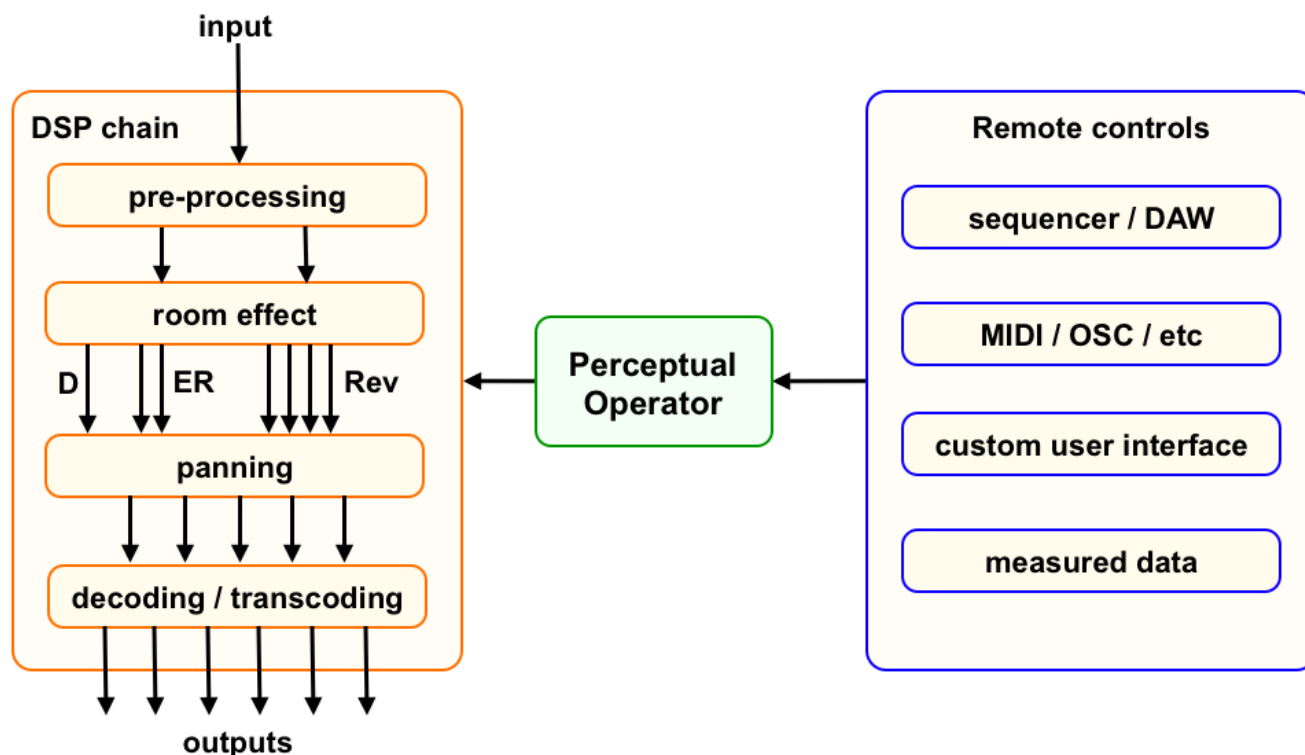 input
DSP chain
pre-processing
room effect
D
ER
Rev
panning
decoding / transcoding
outputs
Perceptual
Operator
Remote controls
sequencer / DAW
MIDI / OSC / etc
custom user interface
measured data